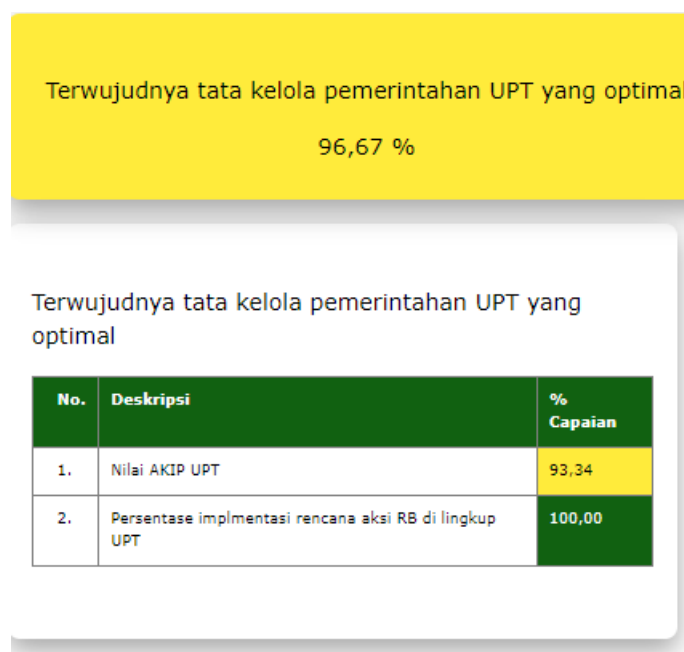 Terwujudnya tata kelola pemerintahan UPT yang optimal
96,67 %
Terwujudnya tata kelola pemerintahan UPT yang
optimal
No. Deskripsi %
Capaian
1. Nilai AKIP UPT 93,34
2. Persentase implmentasi rencana aksi RB di lingkup 100,00
UPT